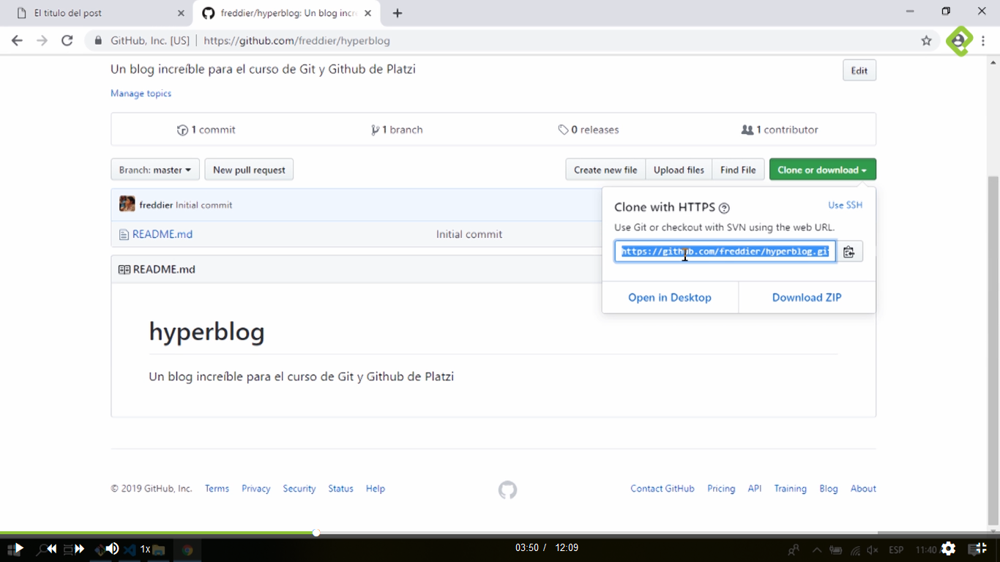 El titulo del post
freddier/hyperblog: Un blog incre
GitHub, Inc. [US] https://github.com/freddier/hyperblog
Un blog increíble para el curso de Git y Github de Platzi
Edit
Manage topics
1 commit
1 branch
0 releases
1 contributor
Branch: master
New pull request
Create new file
Upload files
Find File
Clone or download
freddier Initial commit
README.md
Initial commit
Clone with HTTPS
Use SSH
Use Git or checkout with SVN using the web URL.
https://github.com/freddier/hyperblog.git
Open in Desktop
Download ZIP
README.md
hyperblog
Un blog increíble para el curso de Git y Github de Platzi
© 2019 GitHub, Inc. Terms Privacy Security Status Help
Contact GitHub Pricing API Training Blog About
1x
03:50 / 12:09
ESP
11:40